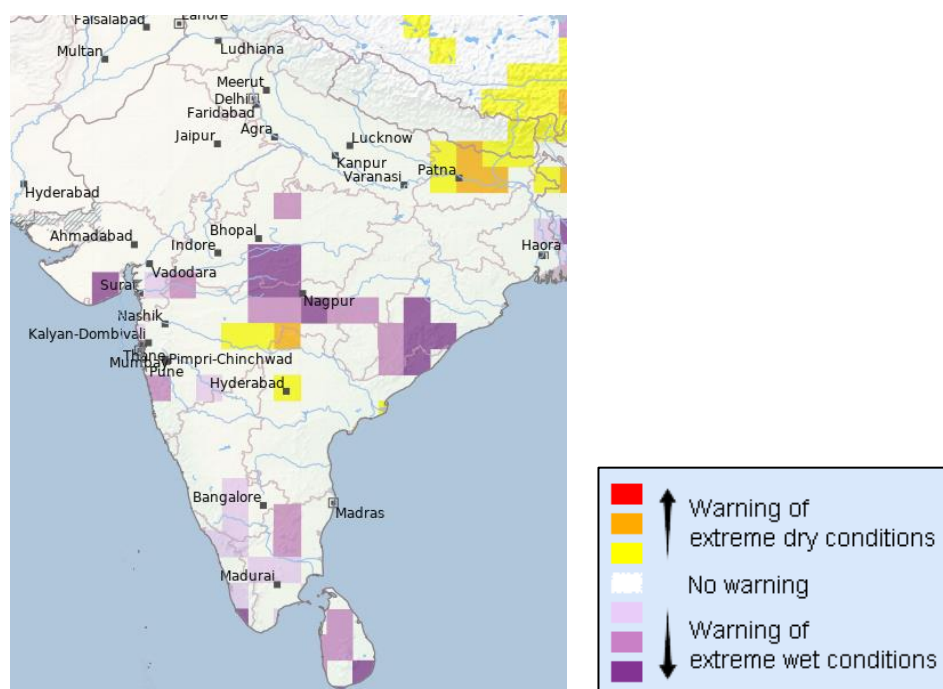 Faisalabad
Lahore
Ludhiana
Multan
Meerut
Delhi
Faridabad
Agra
Jaipur
Lucknow
Kanpur
Varanasi
Patna
Hyderabad
Bhopal
Ahmadabad
Indore
Haora
Vadodara
Surat
Nagpur
Nashik
Kalyan-Dombivali
Thane
Mumbai
Pimpri-Chinchwad
Pune
Hyderabad
Bangalore
Madras
Madurai
Warning of
extreme dry conditions
No warning
Warning of
extreme wet conditions